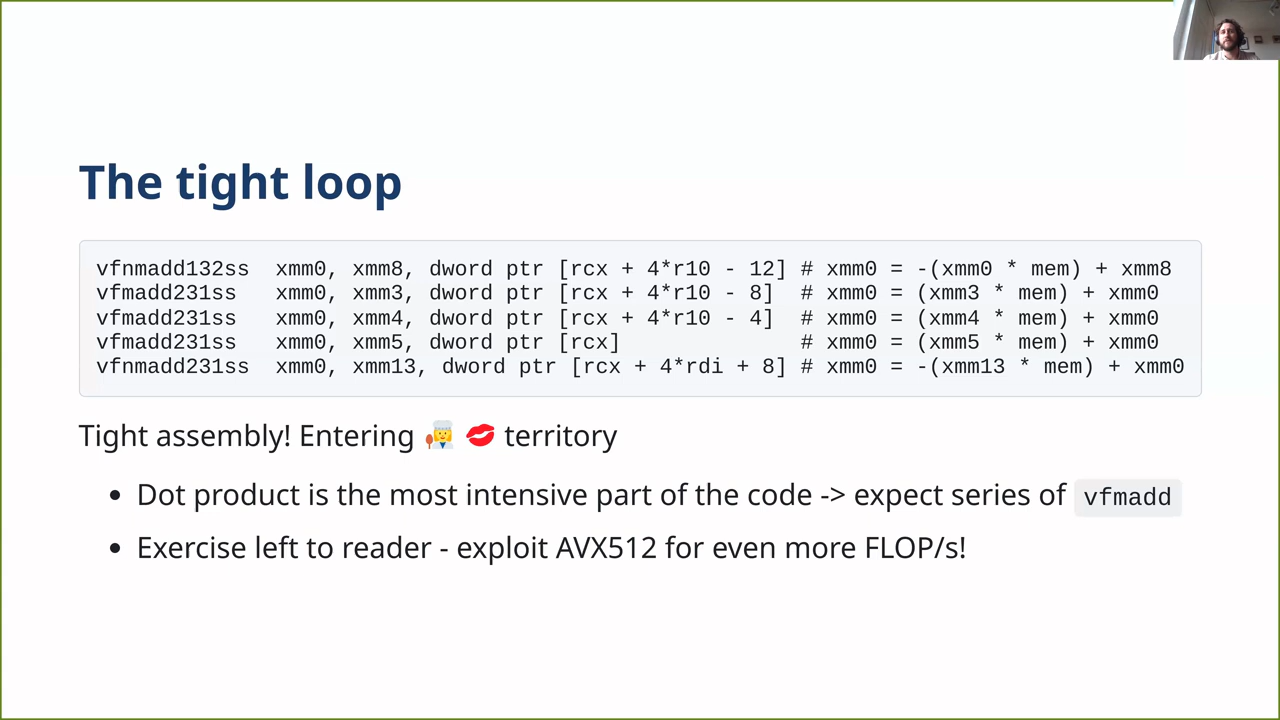 The tight loop
vfnmadd132ss  xmm0, xmm8, dword ptr [rcx + 4*r10 - 12] # xmm0 = -(xmm0 * mem) + xmm8
vfmadd231ss   xmm0, xmm3, dword ptr [rcx + 4*r10 - 8]  # xmm0 = (xmm3 * mem) + xmm0
vfmadd231ss   xmm0, xmm4, dword ptr [rcx + 4*r10 - 4]  # xmm0 = (xmm4 * mem) + xmm0
vfmadd231ss   xmm0, xmm5, dword ptr [rcx]              # xmm0 = (xmm5 * mem) + xmm0
vfnmadd231ss  xmm0, xmm13, dword ptr [rcx + 4*rdi + 8] # xmm0 = -(xmm13 * mem) + xmm0
Tight assembly! Entering 👩‍🍳 💋 territory
• Dot product is the most intensive part of the code -> expect series of vfmadd
• Exercise left to reader - exploit AVX512 for even more FLOP/s!